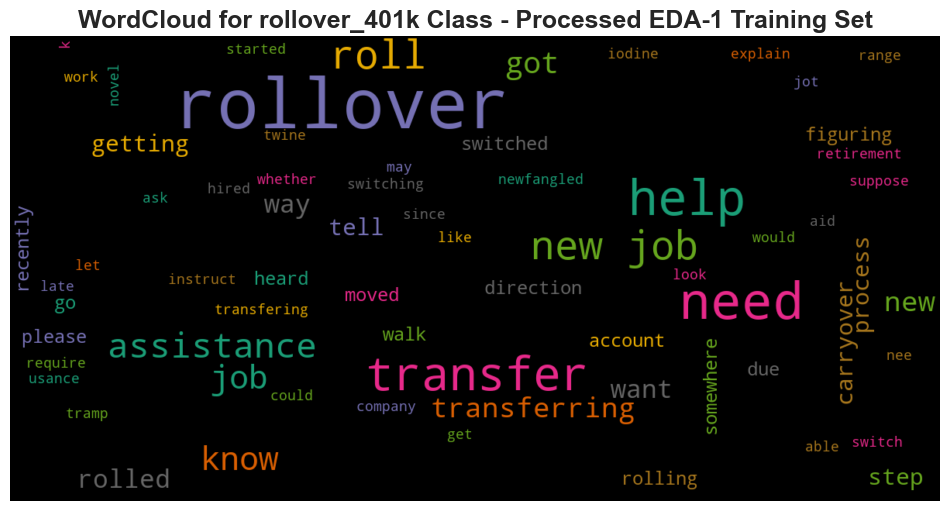 WordCloud for rollover_401k Class - Processed EDA-1 Training Set
k
started
roll
got
iodine
explain
range
work
novel
rollover
jot
getting
twine
switched
figuring
retirement
may
whether
switching
newfangled
suppose
hired
ask
way
help
since
aid
recently
tell
like
new job
would
let
process
late
instruct
heard
direction
look
need
go
moved
carryover
new
transfering
please
walk
account
assistance
somewhere
nee
require
usance
job
could
transfer
due
want
company
transferring
tramp
get
switch
able
know
rolled
rolling
step